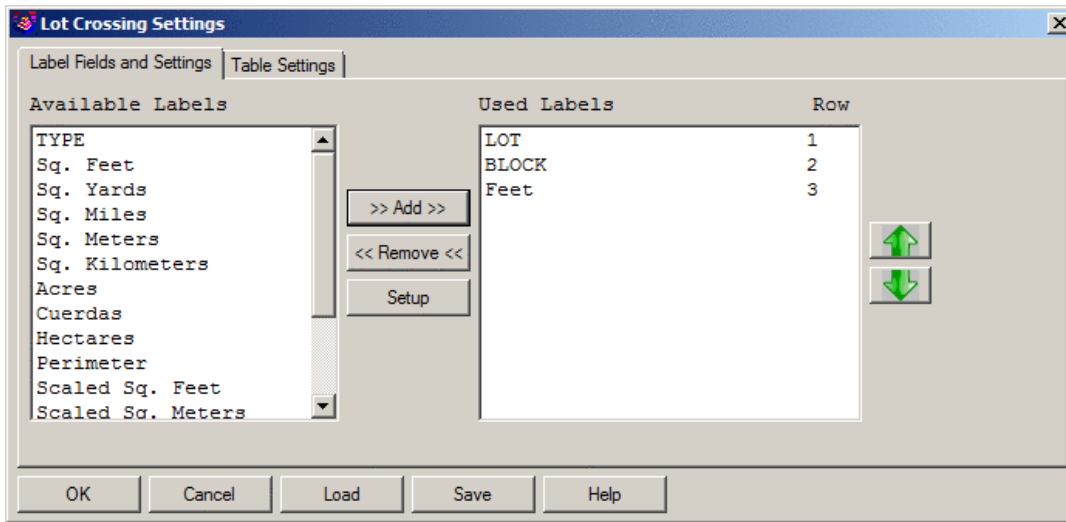 Lot Crossing Settings
Label Fields and Settings
Table Settings
Available Labels
Used Labels Row
TYPE
Sq. Feet
Sq. Yards
Sq. Miles
Sq. Meters
Sq. Kilometers
Acres
Cuerdas
Hectares
Perimeter
Scaled Sq. Feet
Scaled Sq. Meters
>> Add >>
<< Remove <<
Setup
LOT 1
BLOCK 2
Feet 3
OK
Cancel
Load
Save
Help